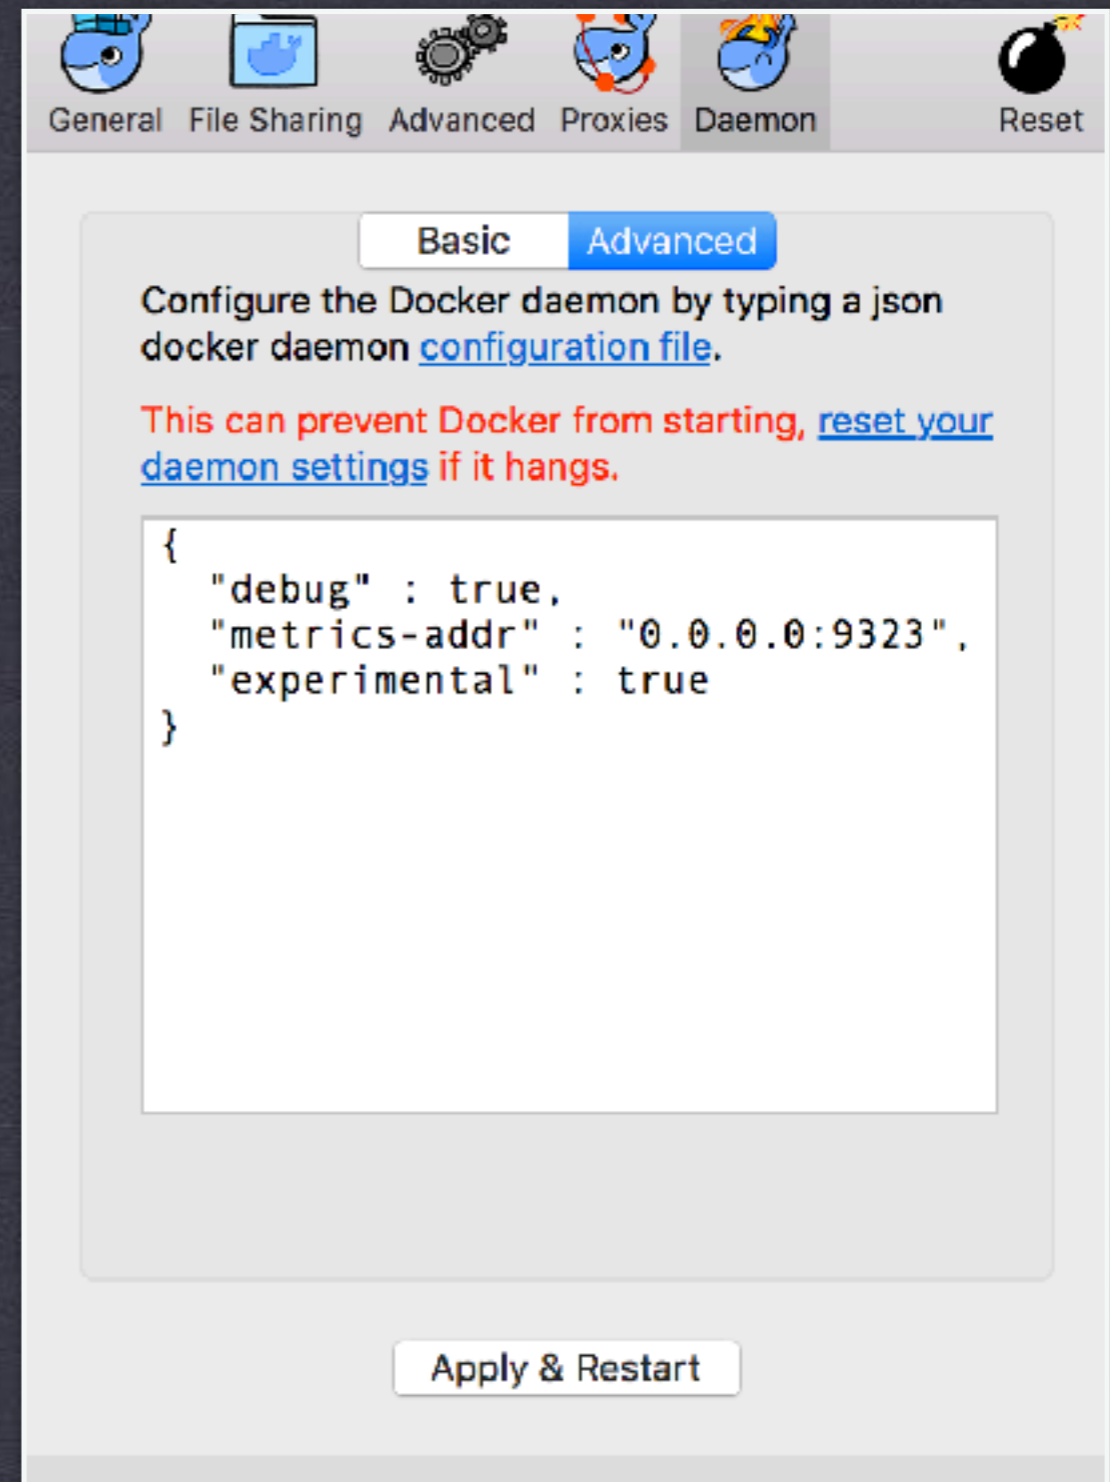 General File Sharing Advanced Proxies Daemon Reset
Basic Advanced
Configure the Docker daemon by typing a json
docker daemon configuration file.
This can prevent Docker from starting, reset your
daemon settings if it hangs.
{
"debug" : true,
"metrics-addr" : "0.0.0.0:9323",
"experimental" : true
}
Apply & Restart